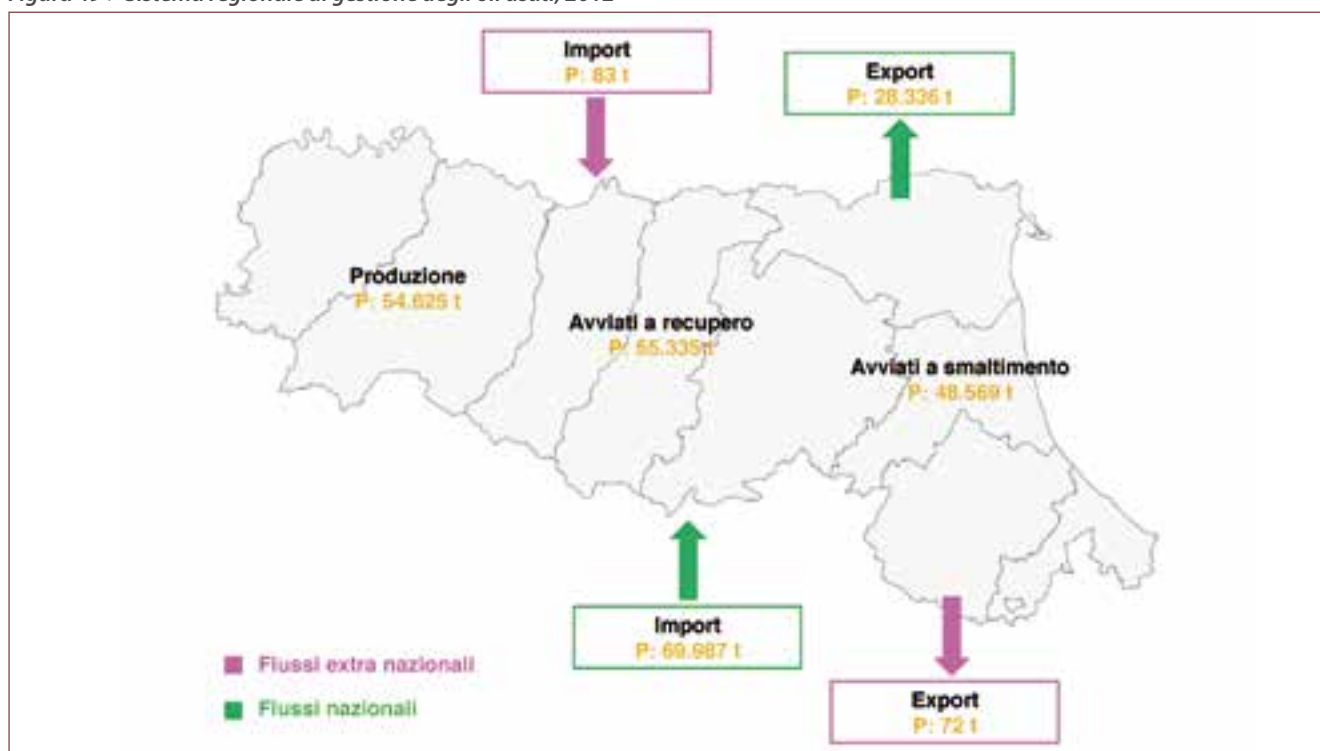 Import
P: 83 t
Export
P: 28.336 t
Produzione
P: 54.625 t
Avviati a recupero
P: 55.335 t
Avviati a smaltimento
P: 48.569 t
Import
P: 69.987 t
Flussi extra nazionali
Flussi nazionali
Export
P: 72 t